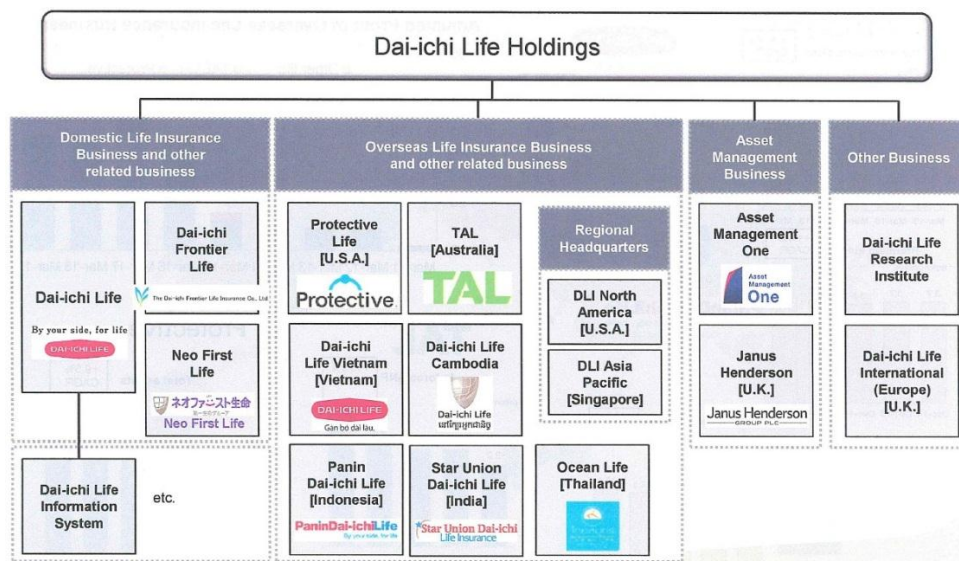 Dai-ichi Life Holdings
Domestic Life Insurance
Business and other
related business
Dai-ichi Life
By your side, for life
DAI-ICHI LIFE
Dai-ichi
Frontier
Life
The Dai-ichi Frontier Life Insurance Co., Ltd
Neo First
Life
ネオファースト生命
Neo First Life
Dai-ichi Life
Information
System
etc.
Overseas Life Insurance Business
and other related business
Protective
Life
[U.S.A.]
Protective
TAL
[Australia]
TAL
Dai-ichi
Life Vietnam
[Vietnam]
DAI-ICHI LIFE
Gắn bó dài lâu.
Dai-ichi Life
Cambodia
Dai-ichi Life
Panin
Dai-ichi Life
[Indonesia]
PaninDai-ichiLife
By your side, for life
Star Union
Dai-ichi Life
[India]
Star Union Dai-ichi
Life Insurance
Ocean Life
[Thailand]
Regional
Headquarters
DLI North
America
[U.S.A.]
DLI Asia
Pacific
[Singapore]
Asset
Management
Business
Asset
Management
One
Asset
Management
One
Janus
Henderson
[U.K.]
Janus Henderson
GROUP PLC
Other Business
Dai-ichi Life
Research
Institute
Dai-ichi Life
International
(Europe)
[U.K.]